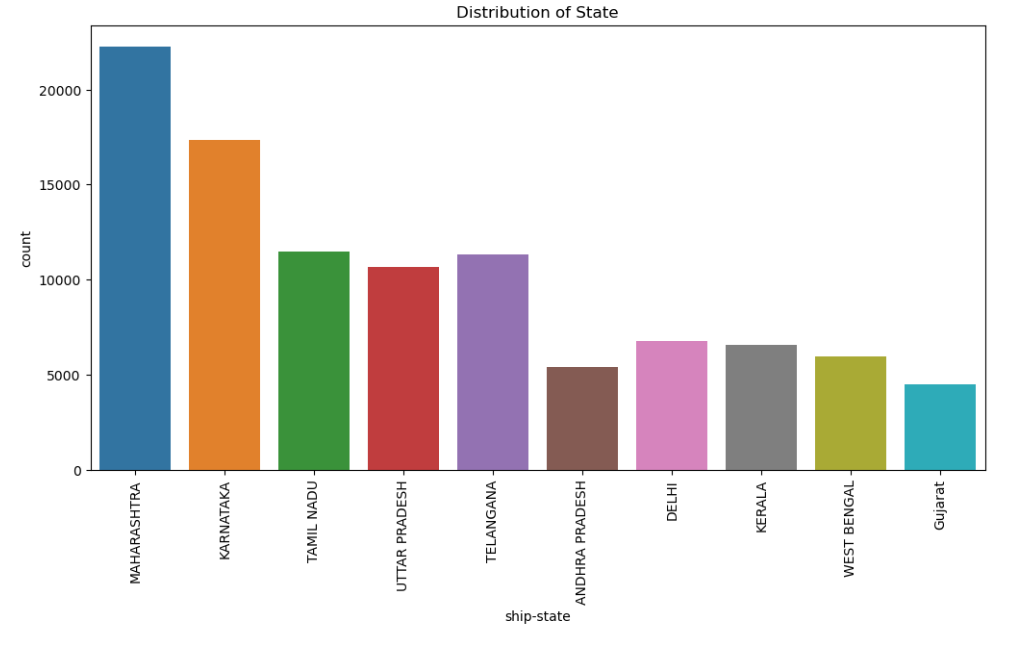 Distribution of State
20000
15000
10000
5000
0
count
MAHARASHTRA
KARNATAKA
TAMIL NADU
UTTAR PRADESH
TELANGANA
ANDHRA PRADESH
DELHI
KERALA
WEST BENGAL
Gujarat
ship-state